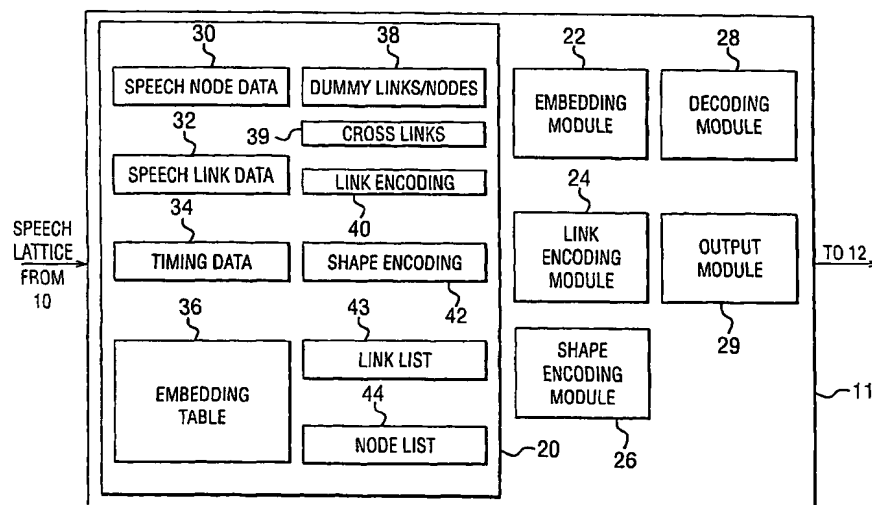 30
38
22
28
SPEECH NODE DATA
DUMMY LINKS/NODES
EMBEDDING
MODULE
DECODING
MODULE
39
CROSS LINKS
32
SPEECH LINK DATA
LINK ENCODING
40
24
LINK
ENCODING
MODULE
OUTPUT
MODULE
29
SPEECH
LATTICE
FROM
10
34
TIMING DATA
SHAPE ENCODING
42
TO 12
36
EMBEDDING
TABLE
43
LINK LIST
44
NODE LIST
SHAPE
ENCODING
MODULE
26
20
11